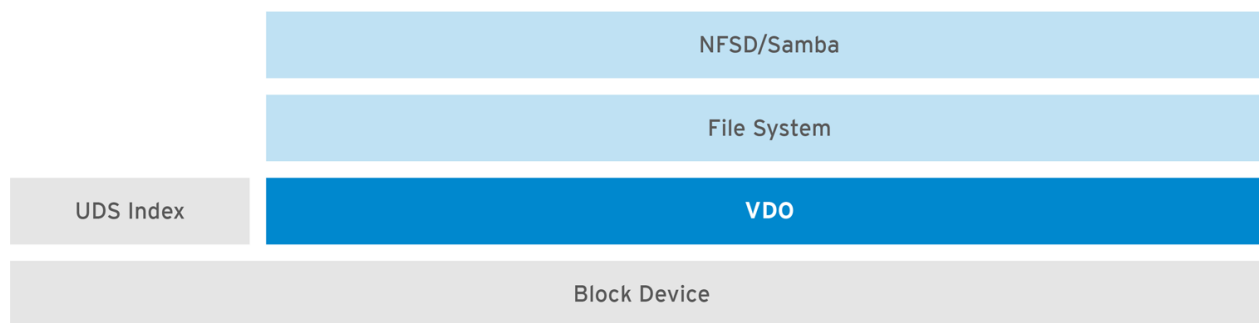 NFSD/Samba
File System
UDS Index
VDO
Block Device